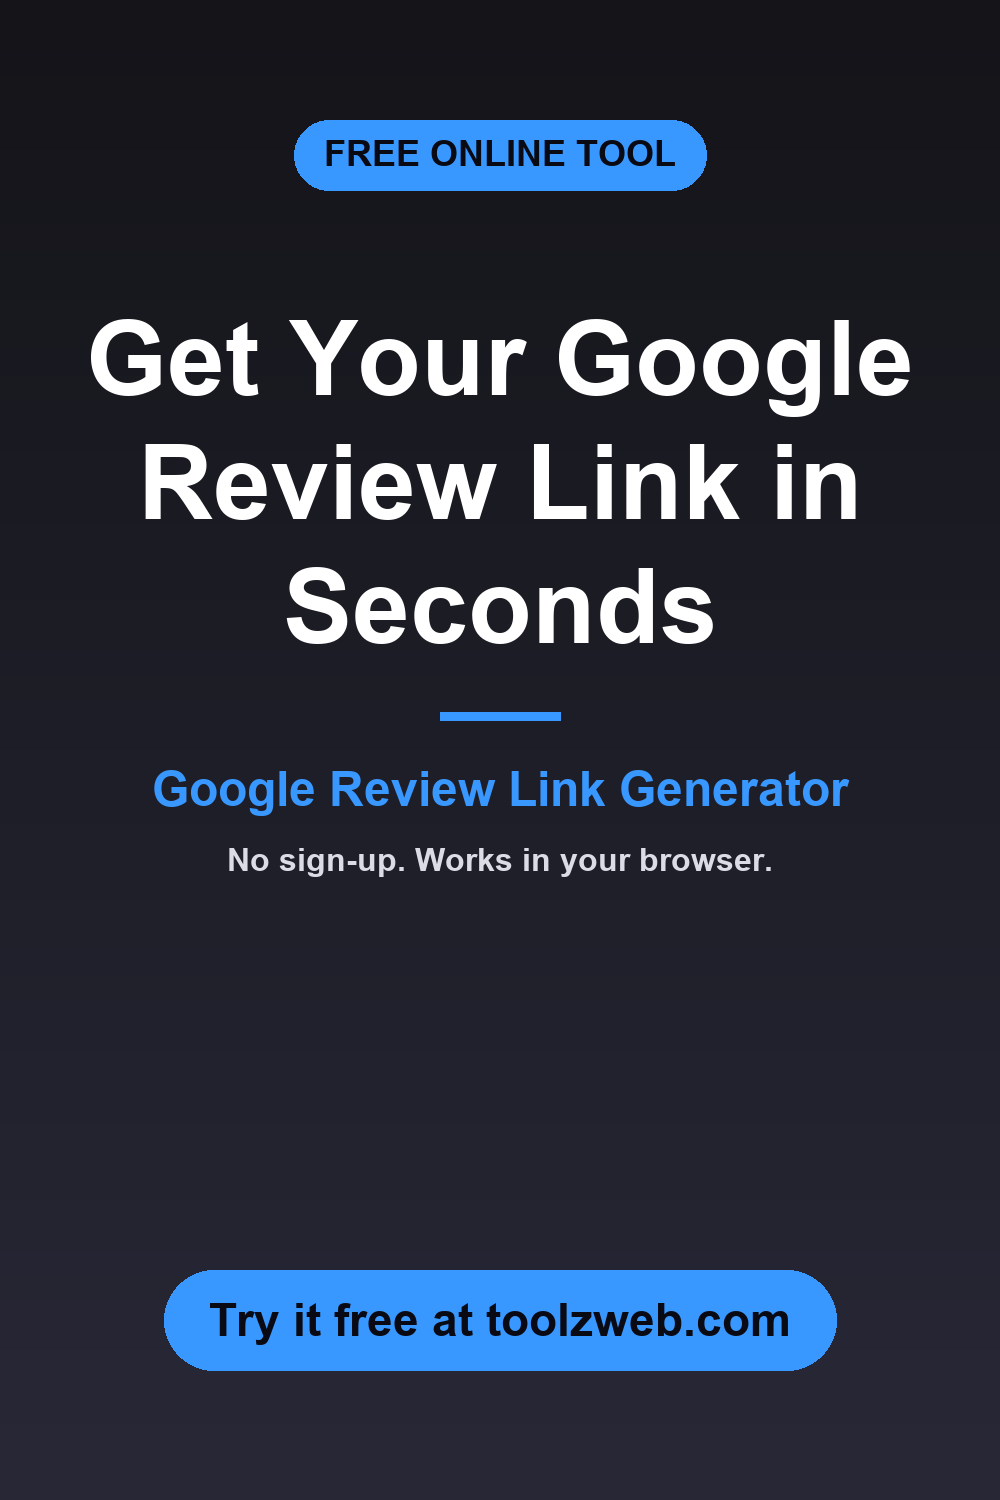 FREE ONLINE TOOL
Get Your Google
Review Link in
Seconds
Google Review Link Generator
No sign-up. Works in your browser.
Try it free at toolzweb.com